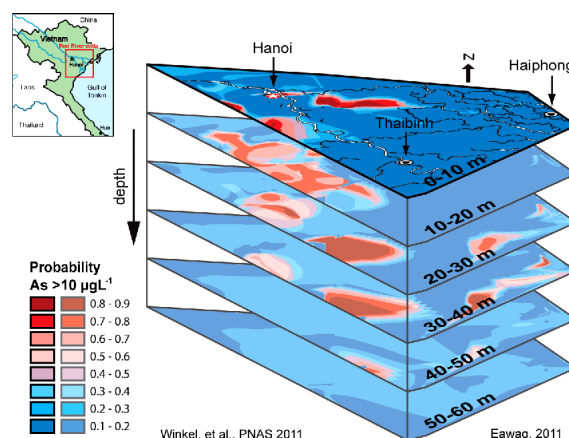 China
Vietnam
Red River delta
Hanoi
Laos
Gulf of
Tonkin
Thailand
Hue
Hanoi
Z
Haiphong
Thaibinh
depth
0-10 m
10-20 m
20-30 m
30-40 m
40-50 m
50-60 m
Probability
As >10 µgL⁻¹
0.8 - 0.9
0.7 - 0.8
0.6 - 0.7
0.5 - 0.6
0.4 - 0.5
0.3 - 0.4
0.2 - 0.3
0.1 - 0.2
Winkel, et al., PNAS 2011
Eawag, 2011